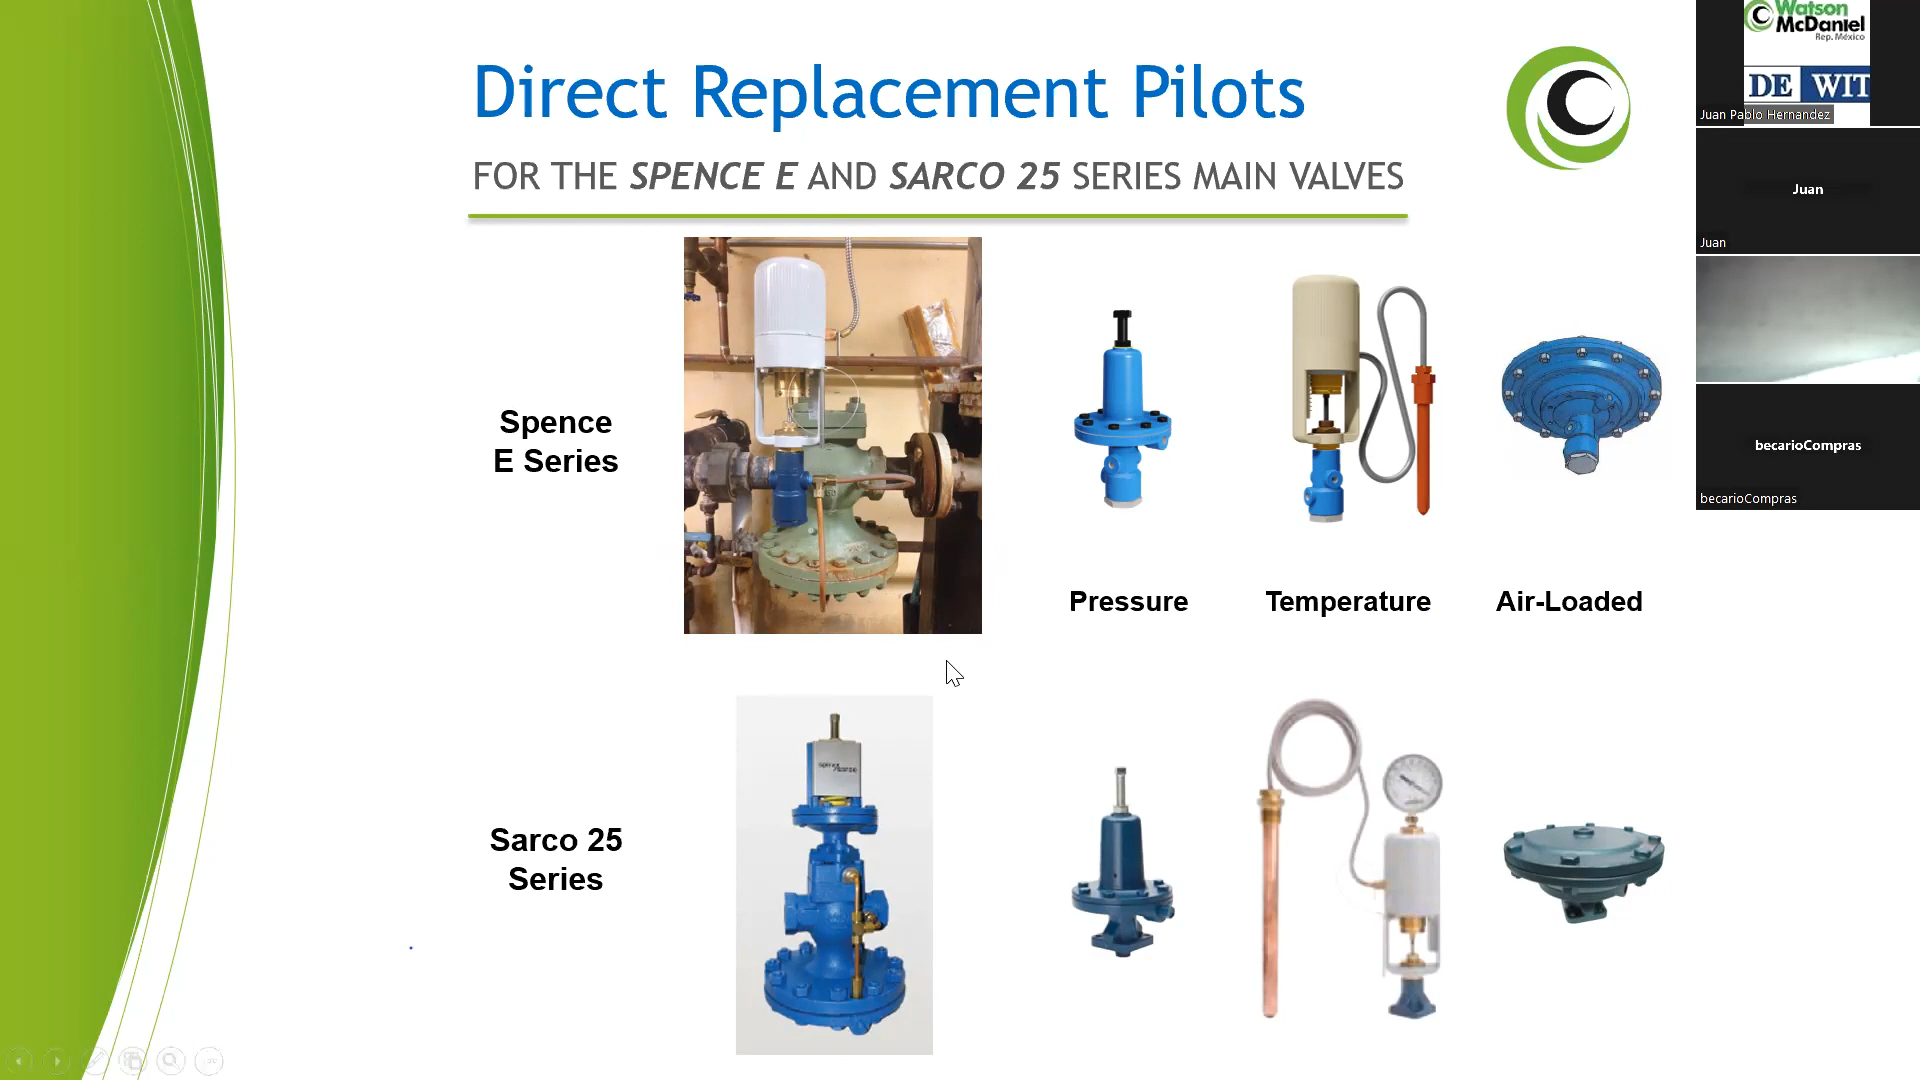 Direct Replacement Pilots
FOR THE SPENCE E AND SARCO 25 SERIES MAIN VALVES
Spence
E Series
Pressure
Temperature
Air-Loaded
Sarco 25
Series
Watson
McDaniel
Rep. México
DE WIT
Juan Pablo Hernandez
Juan
Juan
becarioCompras
becarioCompras